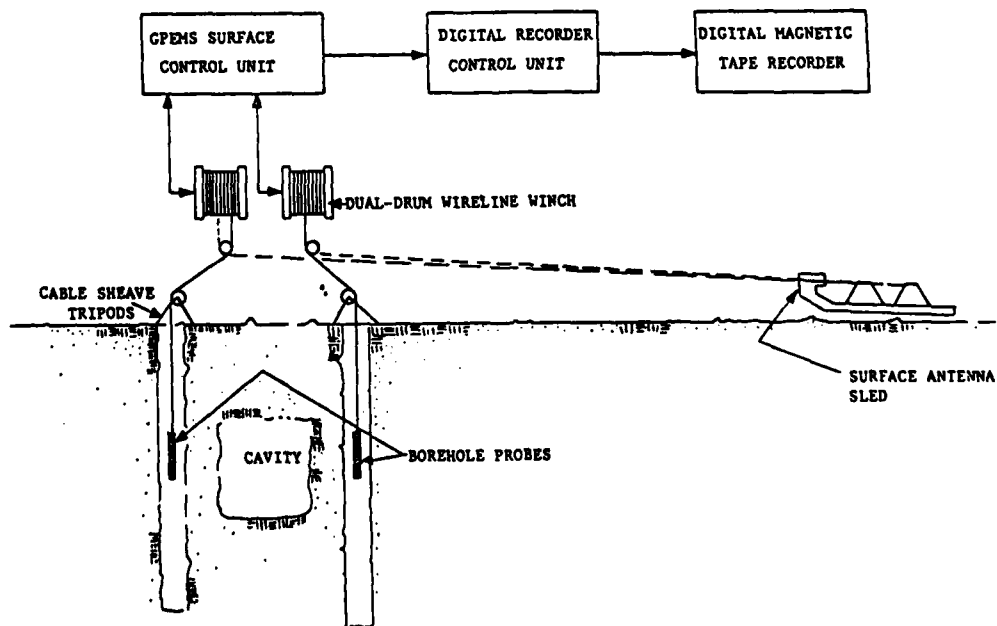 GPEMS SURFACE
CONTROL UNIT
DIGITAL RECORDER
CONTROL UNIT
DIGITAL MAGNETIC
TAPE RECORDER
DUAL-DRUM WIRELINE WINCH
CABLE SHEAVE
TRIPODS
SURFACE ANTENNA
SLED
CAVITY
BOREHOLE PROBES